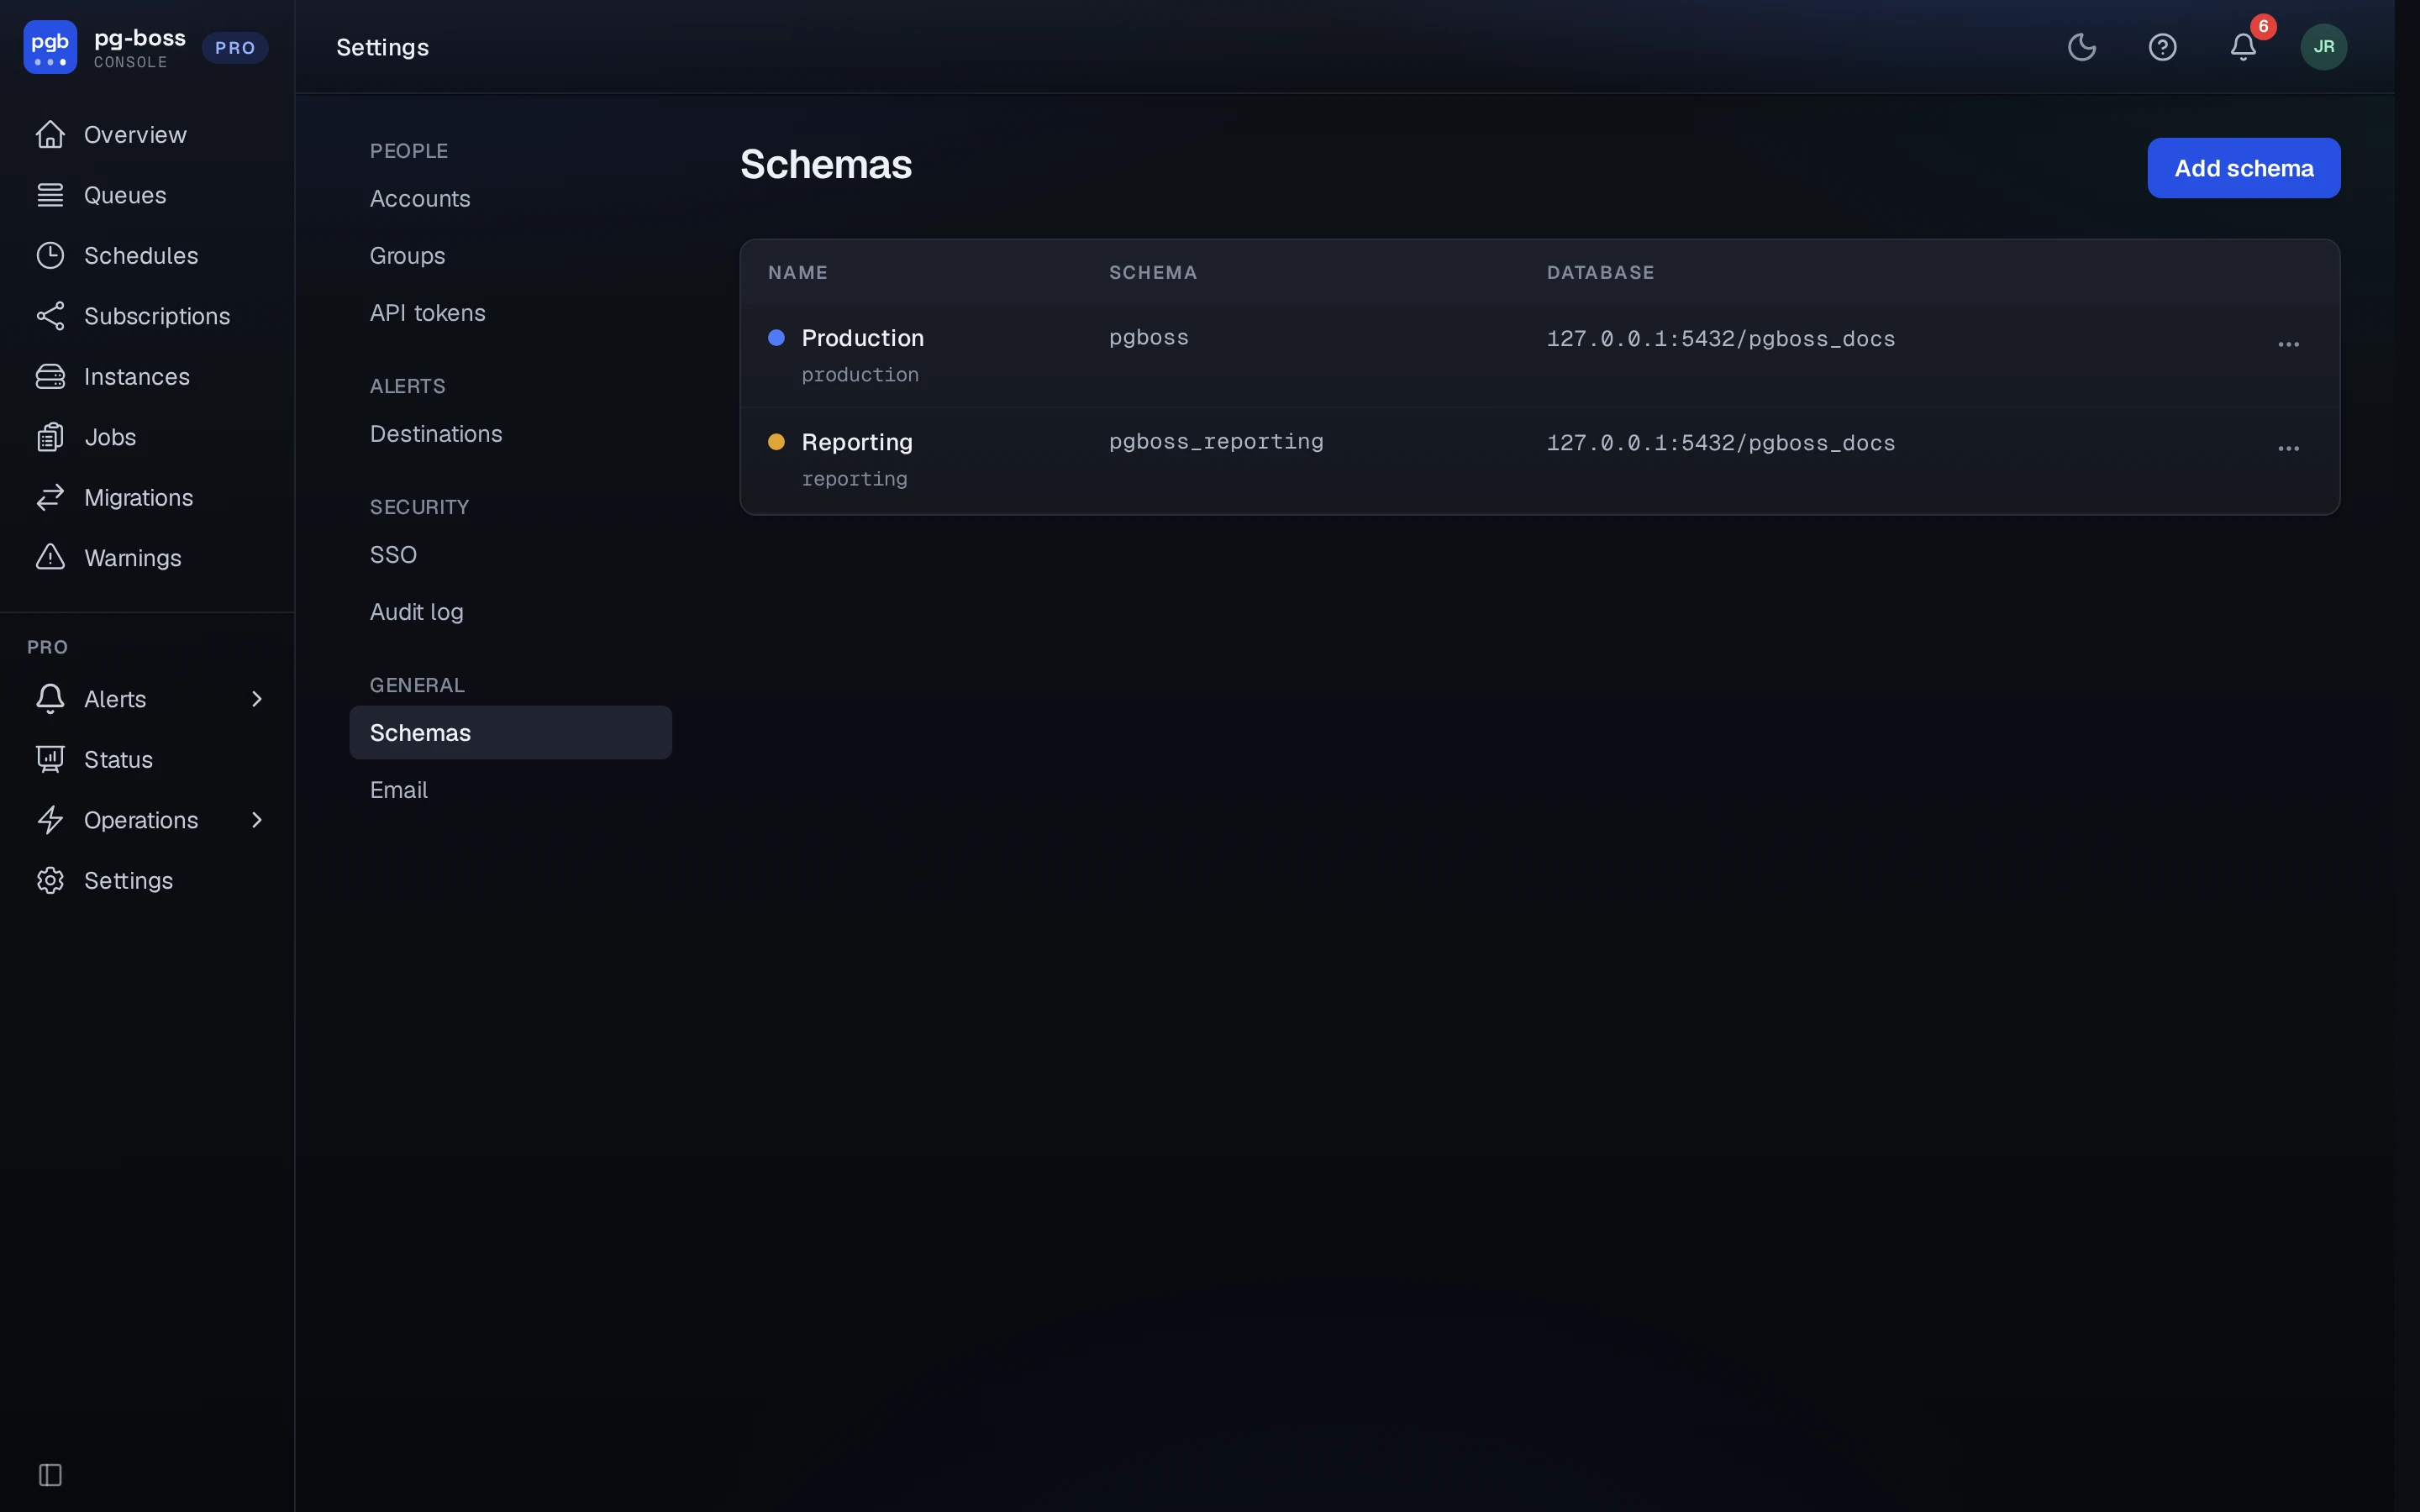 pgb
pg-boss
CONSOLE
PRO
Overview
Queues
Schedules
Subscriptions
Instances
Jobs
Migrations
Warnings
PRO
Alerts
Status
Operations
Settings
Settings
6
JR
PEOPLE
Accounts
Groups
API tokens
ALERTS
Destinations
SECURITY
SSO
Audit log
GENERAL
Schemas
Email
Schemas
Add schema
NAME SCHEMA DATABASE
Production pgboss 127.0.0.1:5432/pgboss_docs
production
Reporting pgboss_reporting 127.0.0.1:5432/pgboss_docs
reporting